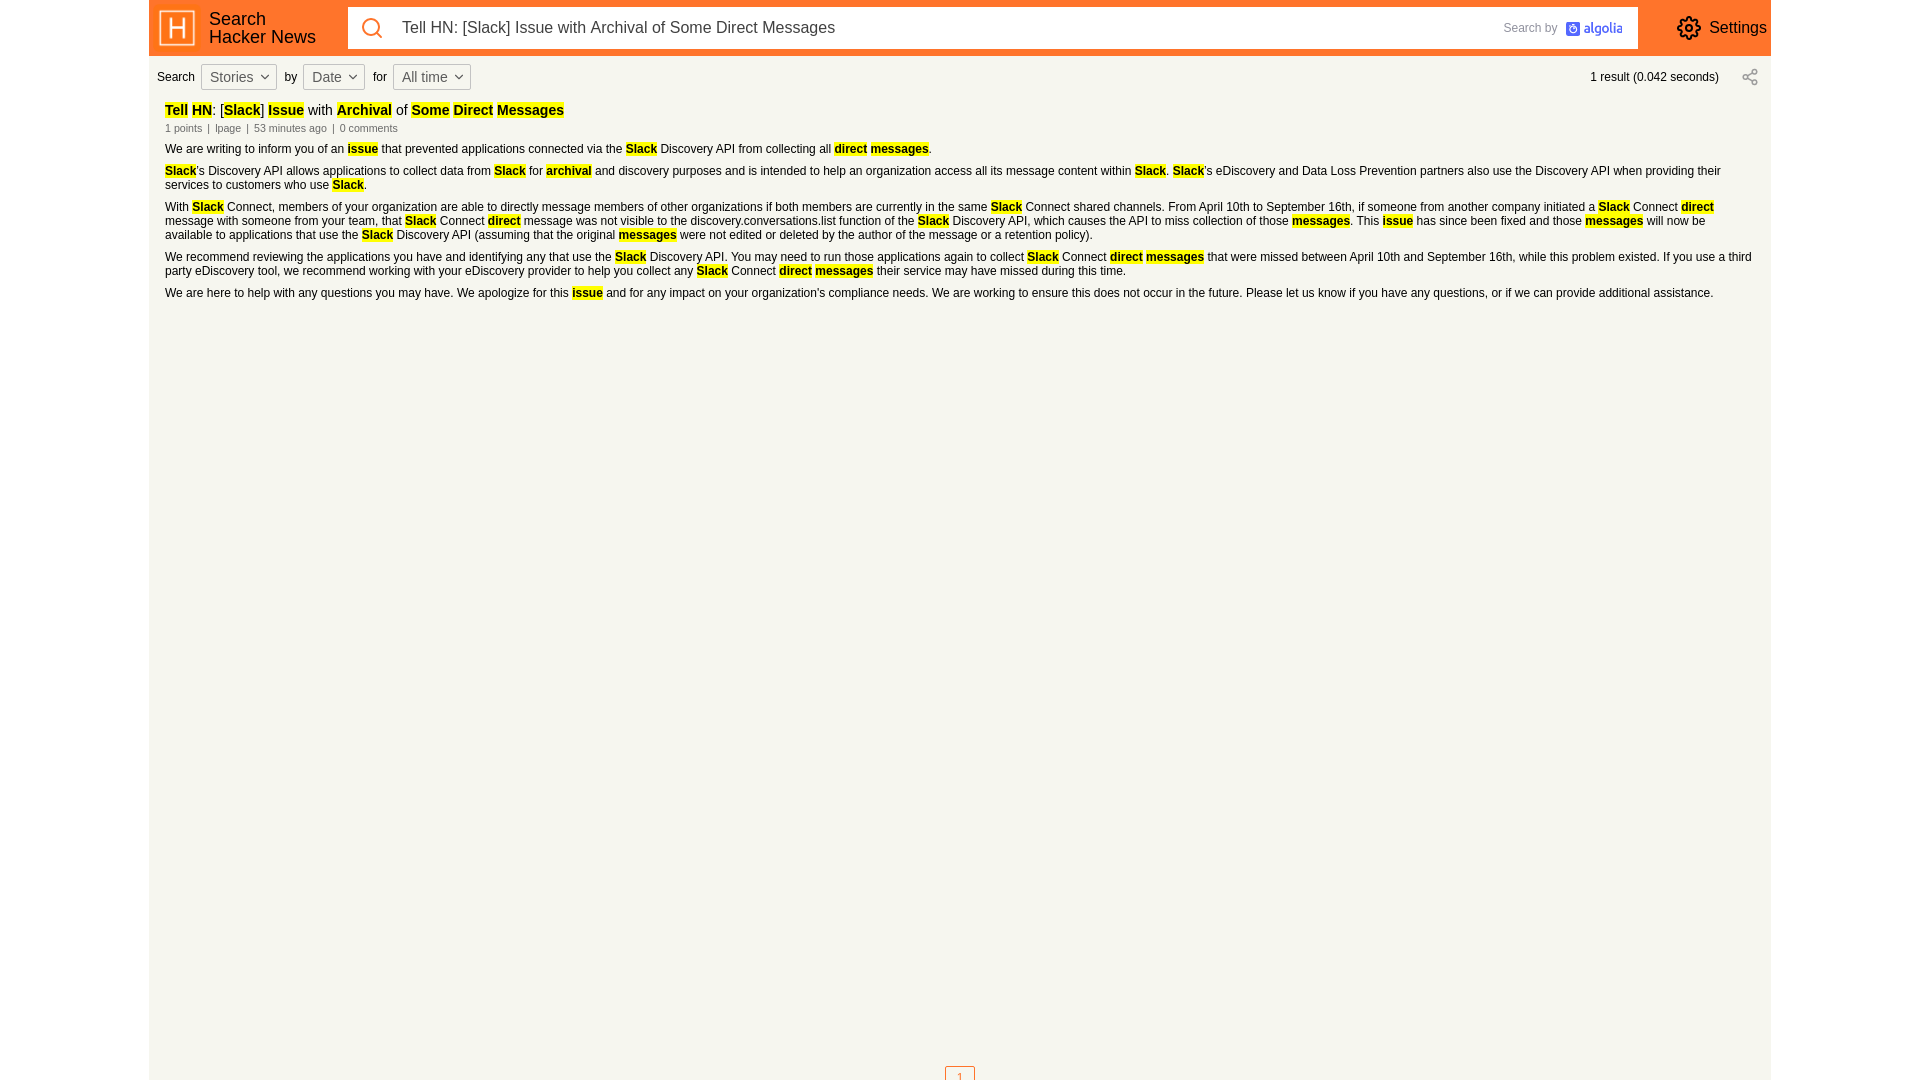 Search
Hacker News
Tell HN: [Slack] Issue with Archival of Some Direct Messages
Search by algolia
Settings
Search Stories by Date for All time
1 result (0.042 seconds)
Tell HN: [Slack] Issue with Archival of Some Direct Messages
1 points | lpage | 53 minutes ago | 0 comments
We are writing to inform you of an issue that prevented applications connected via the Slack Discovery API from collecting all direct messages.
Slack's Discovery API allows applications to collect data from Slack for archival and discovery purposes and is intended to help an organization access all its message content within Slack. Slack's eDiscovery and Data Loss Prevention partners also use the Discovery API when providing their
services to customers who use Slack.
With Slack Connect, members of your organization are able to directly message members of other organizations if both members are currently in the same Slack Connect shared channels. From April 10th to September 16th, if someone from another company initiated a Slack Connect direct
message with someone from your team, that Slack Connect direct message was not visible to the discovery.conversations.list function of the Slack Discovery API, which causes the API to miss collection of those messages. This issue has since been fixed and those messages will now be
available to applications that use the Slack Discovery API (assuming that the original messages were not edited or deleted by the author of the message or a retention policy).
We recommend reviewing the applications you have and identifying any that use the Slack Discovery API. You may need to run those applications again to collect Slack Connect direct messages that were missed between April 10th and September 16th, while this problem existed. If you use a third
party eDiscovery tool, we recommend working with your eDiscovery provider to help you collect any Slack Connect direct messages their service may have missed during this time.
We are here to help with any questions you may have. We apologize for this issue and for any impact on your organization's compliance needs. We are working to ensure this does not occur in the future. Please let us know if you have any questions, or if we can provide additional assistance.
1